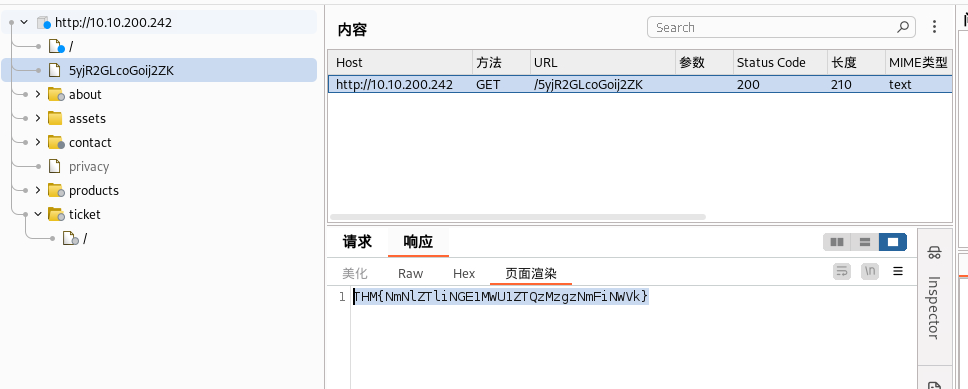 http://10.10.200.242
/
5yjR2GLcoGoij2ZK
about
assets
contact
privacy
products
ticket
/
内容
Search
Host 方法 URL 参数 Status Code 长度 MIME类型
http://10.10.200.242 GET /5yjR2GLcoGoij2ZK 200 210 text
请求 响应
美化 Raw Hex 页面渲染 \n
1 THM{NmNlZTliNGE1MWU1ZTQzMzgzNmFiNWVk}
Inspector